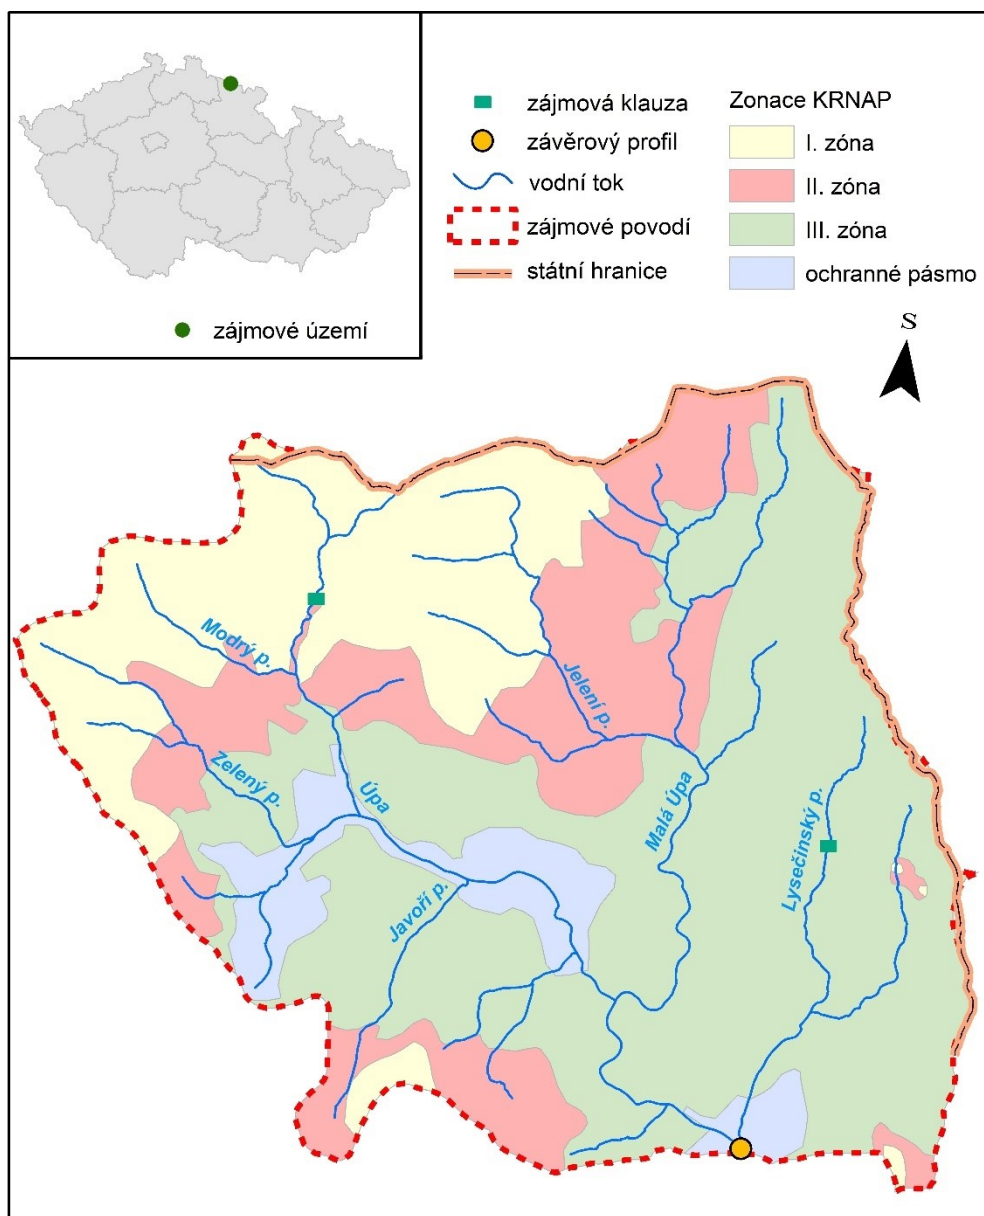 zájmové území
zájmová klauza
závěrový profil
vodní tok
zájmové povodí
státní hranice
Zonace KRNAP
I. zóna
II. zóna
III. zóna
ochranné pásmo
S
Modrý p.
Zelený p.
Úpa
Jelení p.
Malá Úpa
Javoří p.
Lysečinský p.